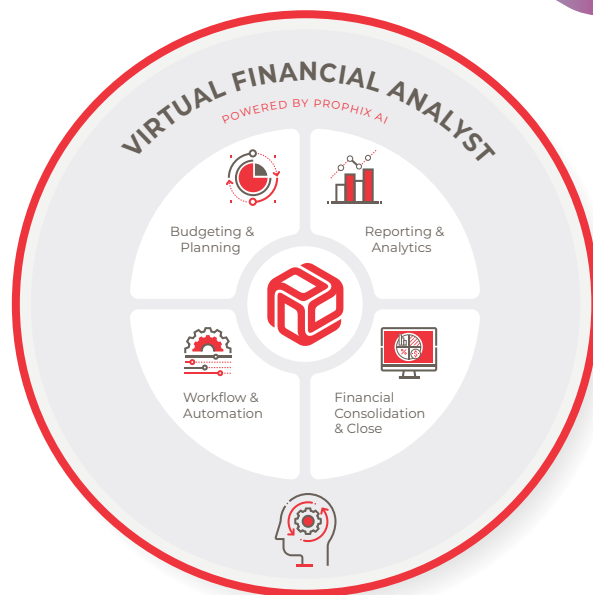 VIRTUAL FINANCIAL ANALYST
POWERED BY PROPHIX AI
Budgeting &
Planning
Reporting &
Analytics
Workflow &
Automation
Financial
Consolidation
& Close